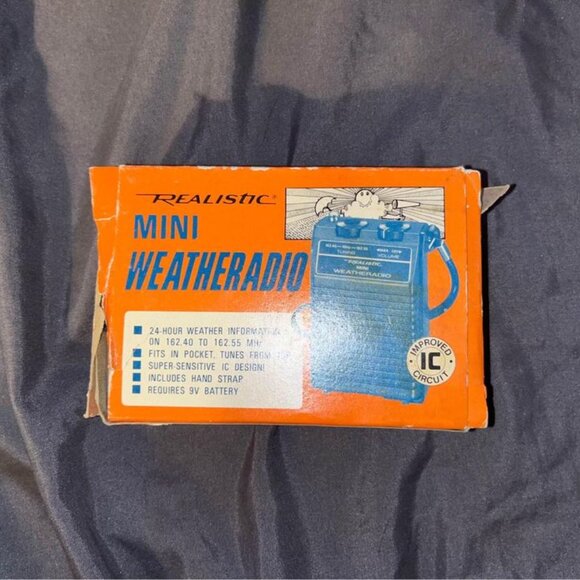 REALISTIC®
MINI
WEATHERADIO
24-HOUR WEATHER INFORMATION
ON 162.40 TO 162.55 MHz
FITS IN POCKET, TUNES FROM TOP
SUPER-SENSITIVE IC DESIGN!
INCLUDES HAND STRAP
REQUIRES 9V BATTERY
TUNING
VOLUME
REALISTIC
MINI
WEATHERADIO
IMPROVED
IC
CIRCUIT